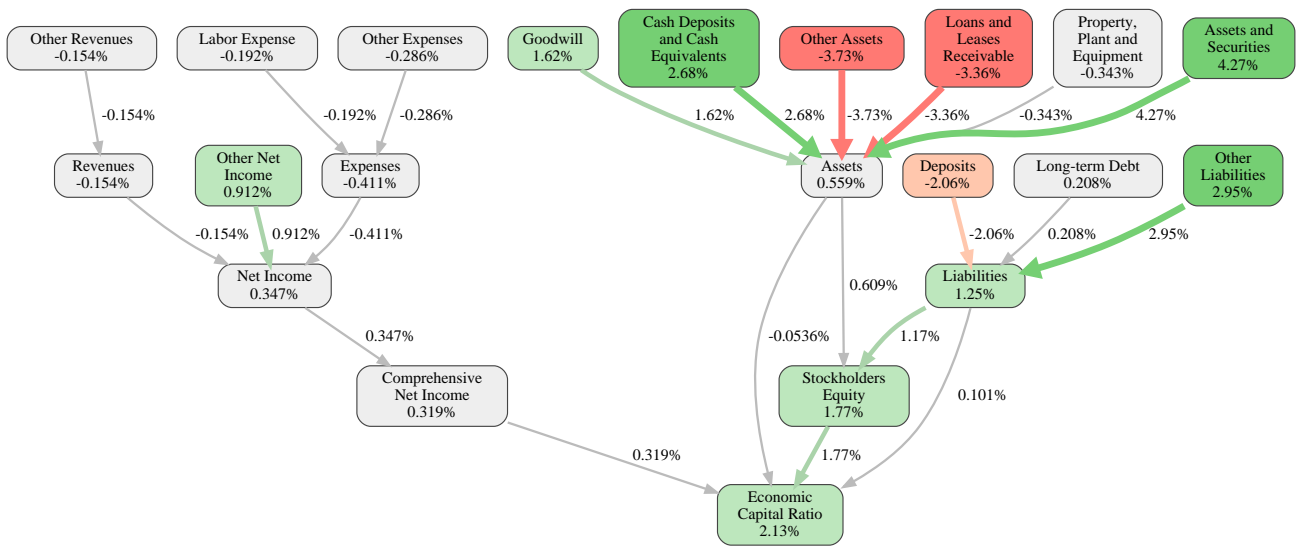 Other Revenues
-0.154%
Labor Expense
-0.192%
Other Expenses
-0.286%
Goodwill
1.62%
Cash Deposits
and Cash
Equivalents
2.68%
Other Assets
-3.73%
Loans and
Leases
Receivable
-3.36%
Property,
Plant and
Equipment
-0.343%
Assets and
Securities
4.27%
-0.154%
-0.192%
-0.286%
1.62%
2.68%
-3.73%
-3.36%
-0.343%
4.27%
Revenues
-0.154%
Other Net
Income
0.912%
Expenses
-0.411%
Assets
0.559%
Deposits
-2.06%
Long-term Debt
0.208%
Other
Liabilities
2.95%
-0.154%
0.912%
-0.411%
-2.06%
0.208%
2.95%
Net Income
0.347%
0.609%
Liabilities
1.25%
0.347%
-0.0536%
1.17%
Comprehensive
Net Income
0.319%
Stockholders
Equity
1.77%
0.101%
0.319%
1.77%
Economic
Capital Ratio
2.13%